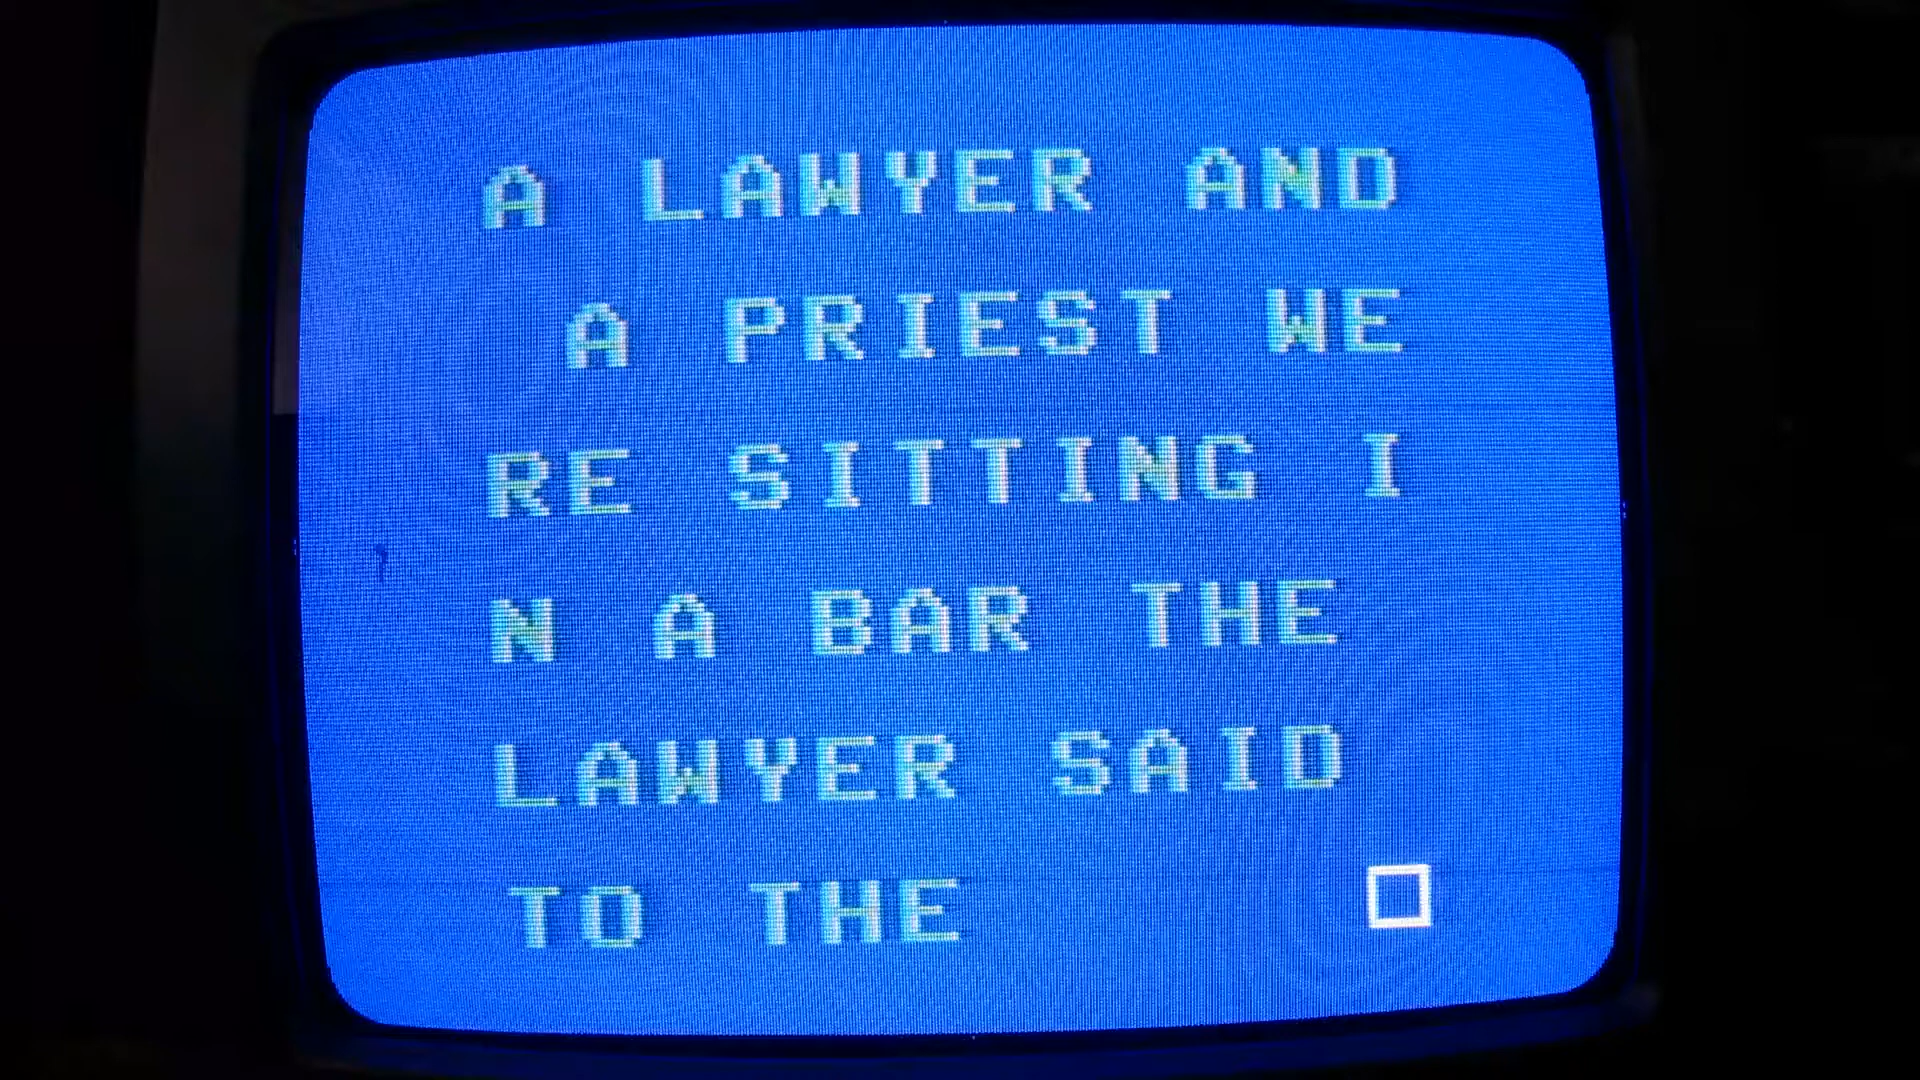 A LAWYER AND
A PRIEST WE
RE SITTING I
N A BAR THE
LAWYER SAID
TO THE